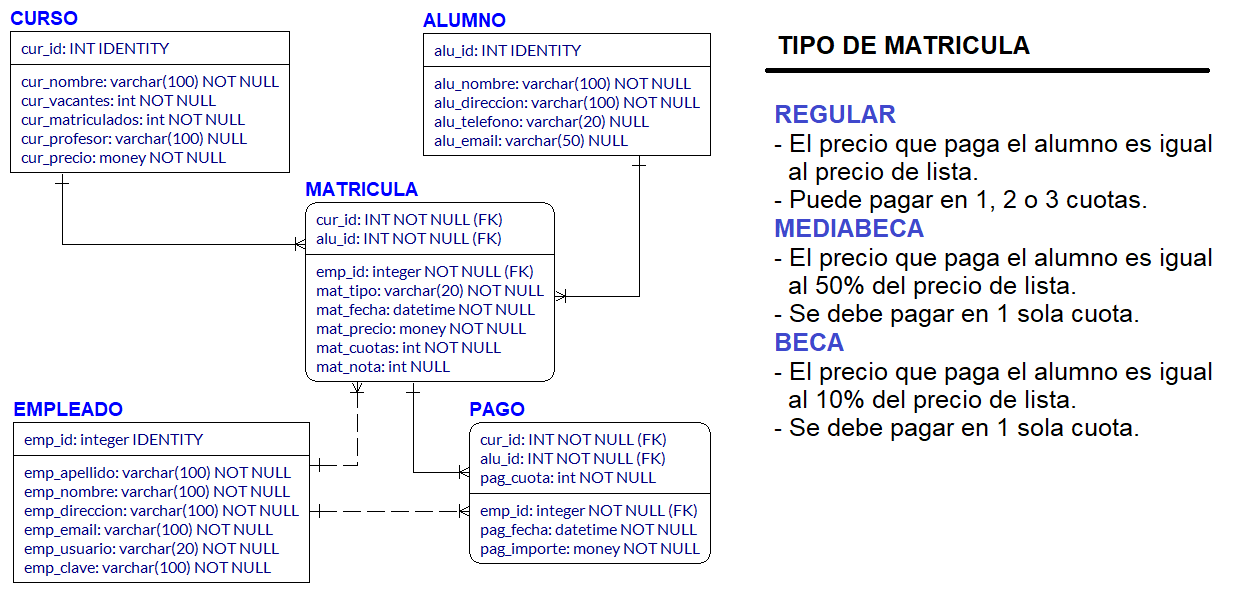 CURSO
cur_id: INT IDENTITY
cur_nombre: varchar(100) NOT NULL
cur_vacantes: int NOT NULL
cur_matriculados: int NOT NULL
cur_profesor: varchar(100) NULL
cur_precio: money NOT NULL
ALUMNO
alu_id: INT IDENTITY
alu_nombre: varchar(100) NOT NULL
alu_direccion: varchar(100) NOT NULL
alu_telefono: varchar(20) NULL
alu_email: varchar(50) NULL
MATRICULA
cur_id: INT NOT NULL (FK)
alu_id: INT NOT NULL (FK)
emp_id: integer NOT NULL (FK)
mat_tipo: varchar(20) NOT NULL
mat_fecha: datetime NOT NULL
mat_precio: money NOT NULL
mat_cuotas: int NOT NULL
mat_nota: int NULL
EMPLEADO
emp_id: integer IDENTITY
emp_apellido: varchar(100) NOT NULL
emp_nombre: varchar(100) NOT NULL
emp_direccion: varchar(100) NOT NULL
emp_email: varchar(100) NOT NULL
emp_usuario: varchar(20) NOT NULL
emp_clave: varchar(100) NOT NULL
PAGO
cur_id: INT NOT NULL (FK)
alu_id: INT NOT NULL (FK)
pag_cuota: int NOT NULL
emp_id: integer NOT NULL (FK)
pag_fecha: datetime NOT NULL
pag_importe: money NOT NULL
TIPO DE MATRICULA
REGULAR
- El precio que paga el alumno es igual
al precio de lista.
- Puede pagar en 1, 2 o 3 cuotas.
MEDIABECA
- El precio que paga el alumno es igual
al 50% del precio de lista.
- Se debe pagar en 1 sola cuota.
BECA
- El precio que paga el alumno es igual
al 10% del precio de lista.
- Se debe pagar en 1 sola cuota.